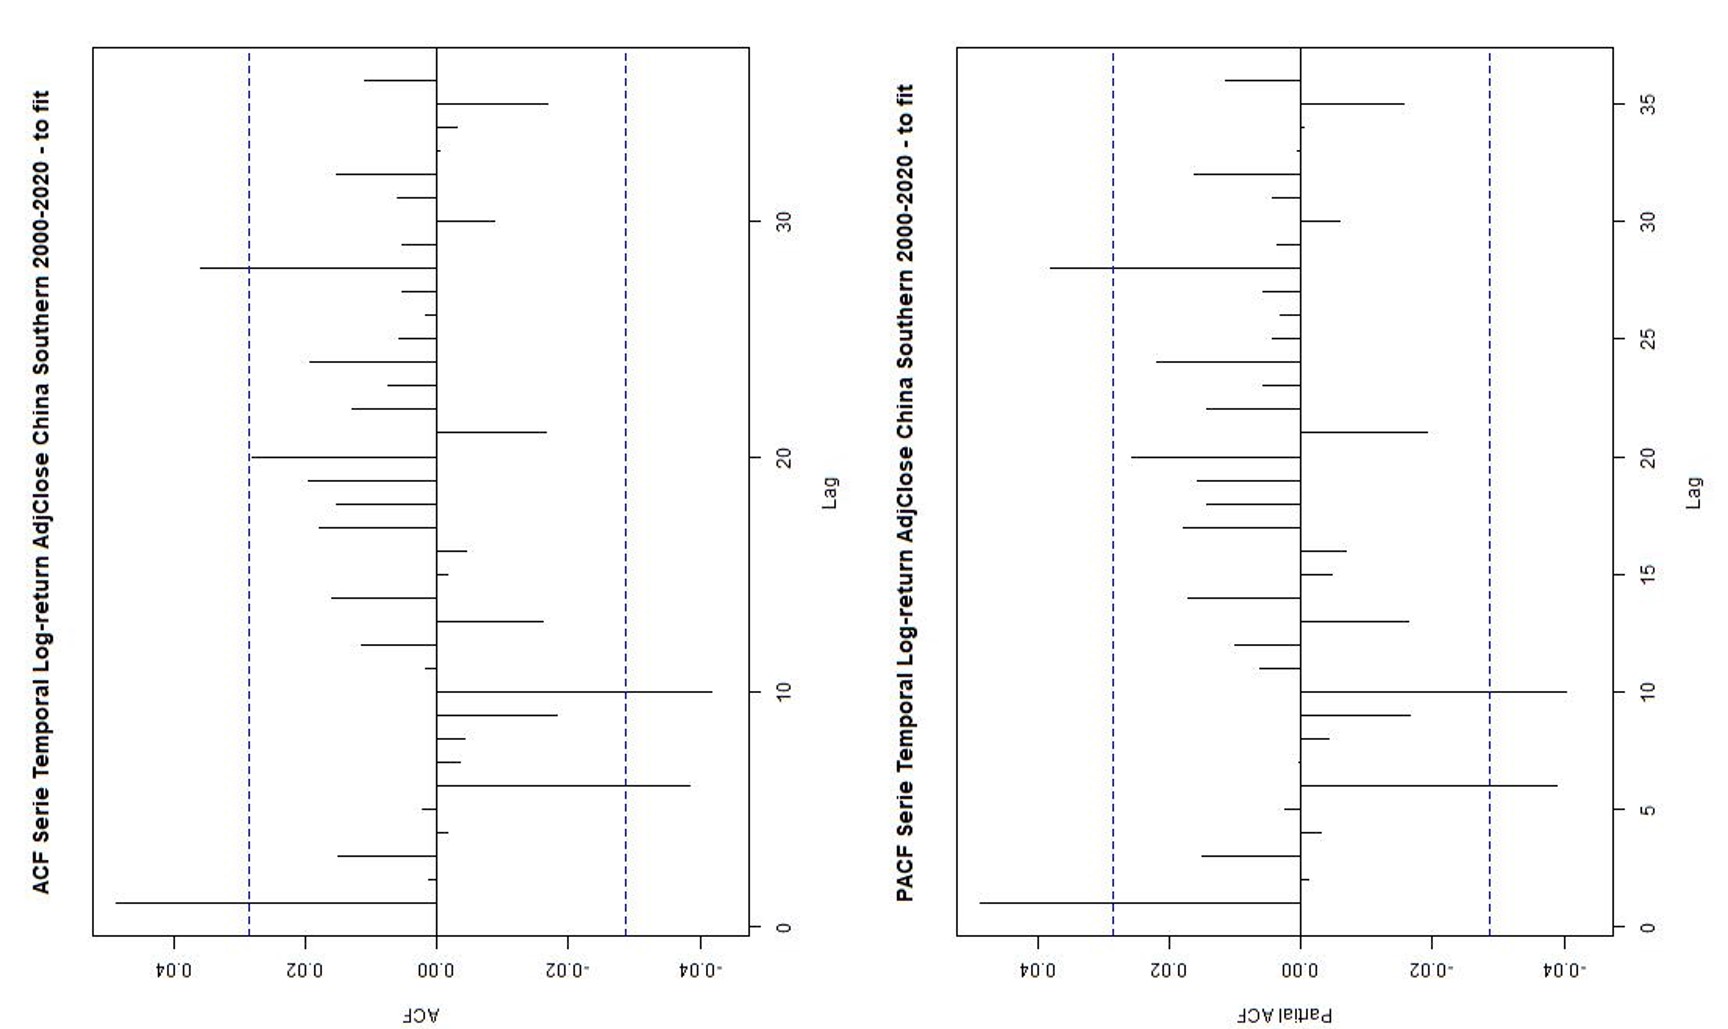 ACF Serie Temporal Log-return AdjClose China Southern 2000-2020 - to fit
0.04
0.02
0.00
-0.02
-0.04
ACF
0 10 20 30
Lag
PACF Serie Temporal Log-return AdjClose China Southern 2000-2020 - to fit
0.04
0.02
0.00
-0.02
-0.04
Partial ACF
0 5 10 15 20 25 30 35
Lag